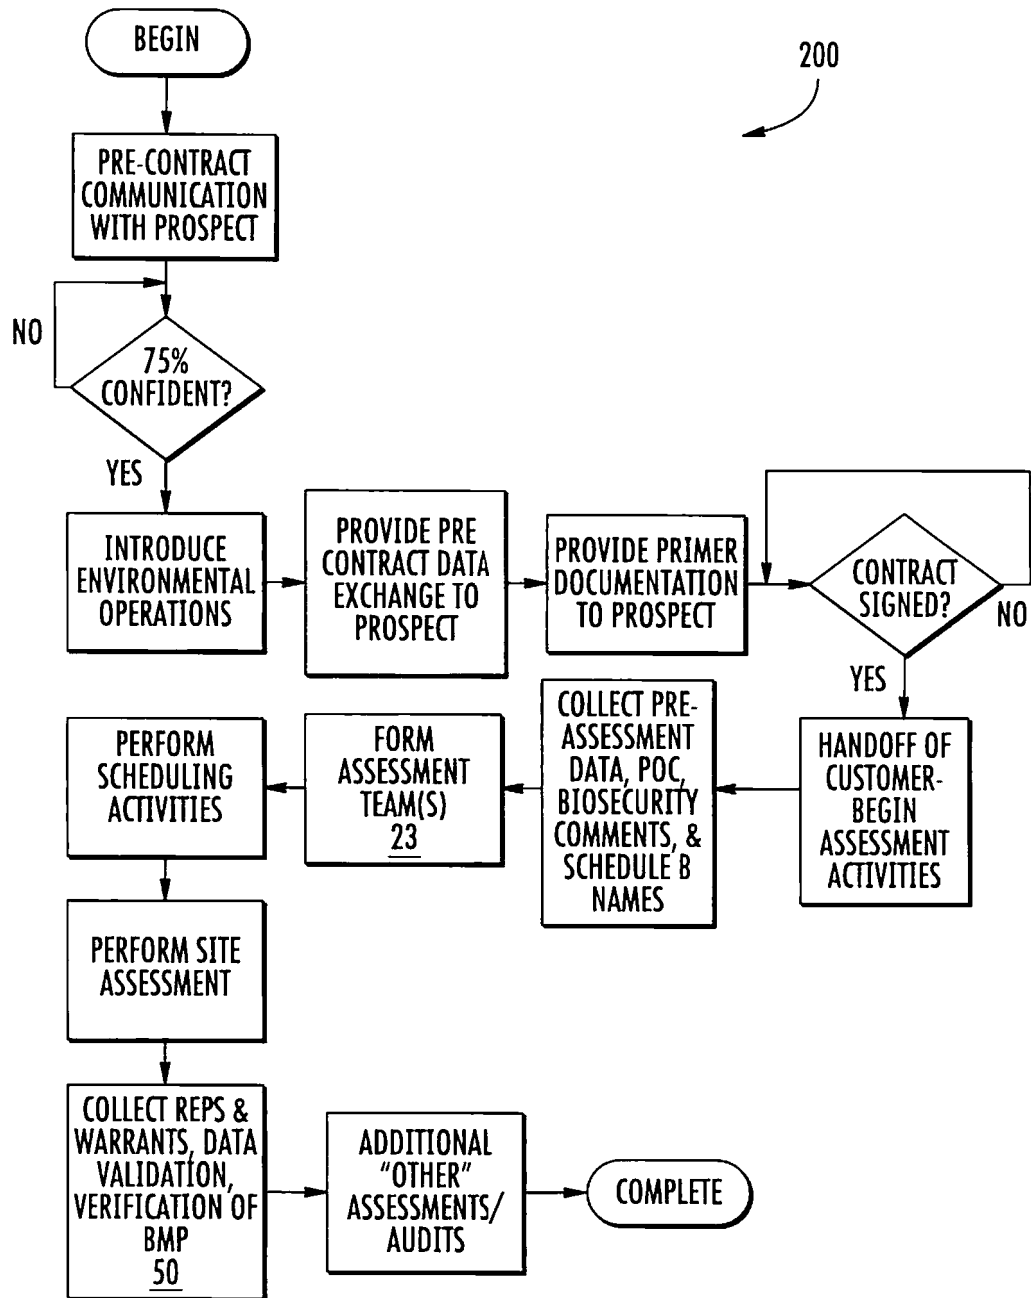 BEGIN
200
PRE-CONTRACT
COMMUNICATION
WITH PROSPECT
NO
75%
CONFIDENT?
YES
INTRODUCE
ENVIRONMENTAL
OPERATIONS
PROVIDE PRE
CONTRACT DATA
EXCHANGE TO
PROSPECT
PROVIDE PRIMER
DOCUMENTATION
TO PROSPECT
CONTRACT
SIGNED?
NO
YES
HANDOFF OF
CUSTOMER-
BEGIN
ASSESSMENT
ACTIVITIES
COLLECT PRE-
ASSESSMENT
DATA, POC,
BIOSECURITY
COMMENTS, &
SCHEDULE B
NAMES
FORM
ASSESSMENT
TEAM(S)
23
PERFORM
SCHEDULING
ACTIVITIES
PERFORM SITE
ASSESSMENT
COLLECT REPS &
WARRANTS, DATA
VALIDATION,
VERIFICATION OF
BMP
50
ADDITIONAL
“OTHER”
ASSESSMENTS/
AUDITS
COMPLETE